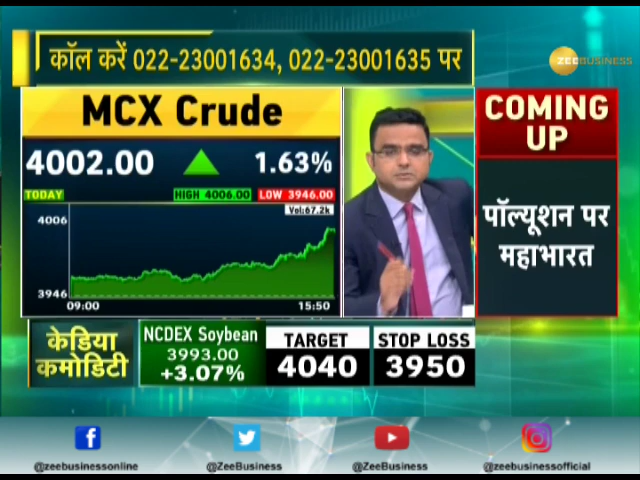 कॉल करें 022-23001634, 022-23001635 पर
ZEEBUSINESS
MCX Crude
4002.00 1.63%
TODAY HIGH 4006.00 LOW 3946.00
Vol:67.2k
4006
3946
09:00 15:50
COMING
UP
पॉल्यूशन पर
महाभारत
केडिया
कमोडिटी
NCDEX Soybean
3993.00
+3.07%
TARGET
4040
STOP LOSS
3950
@zeebusinessonline @ZeeBusiness @ZeeBusiness @zeebusinessofficial